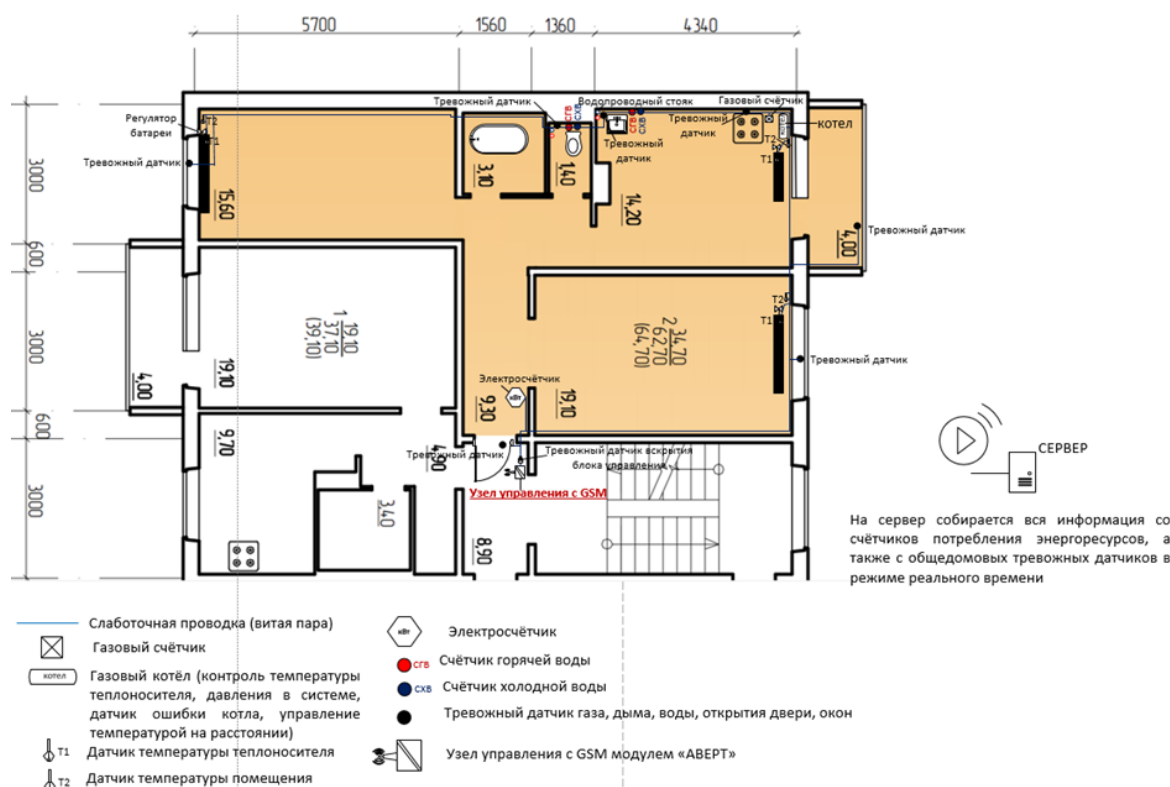 5700
1560
1360
4340
Тревожный датчик
СГВ
СХВ
Водопроводный стояк
Газовый счётчик
Регулятор
батареи
T2
T1
Тревожный датчик
Тревожный
датчик
Тревожный
датчик
котел
котел
T2
T1
3000
15,60
3,10
1,40
СГВ
СХВ
14,20
4,00
Тревожный датчик
600
3000
1 19,10
37,10
(39,10)
2 34,70
62,70
(64,70)
T2
T1
Тревожный датчик
4,00
19,10
Электросчётчик
кВт
9,30
19,10
600
9,70
4,90
Тревожный датчик
Тревожный датчик вскрытия
блока управления
Узел управления с GSM
3000
3,40
8,90
СЕРВЕР
На сервер собирается вся информация со
счётчиков потребления энергоресурсов, а
также с общедомовых тревожных датчиков в
режиме реального времени
Слаботочная проводка (витая пара)
Газовый счётчик
котел
Газовый котёл (контроль температуры
теплоносителя, давления в системе,
датчик ошибки котла, управление
температурой на расстоянии)
T1 Датчик температуры теплоносителя
T2 Датчик температуры помещения
кВт
Электросчётчик
СГВ Счётчик горячей воды
СХВ Счётчик холодной воды
Тревожный датчик газа, дыма, воды, открытия двери, окон
Узел управления с GSM модулем «АВЕРТ»